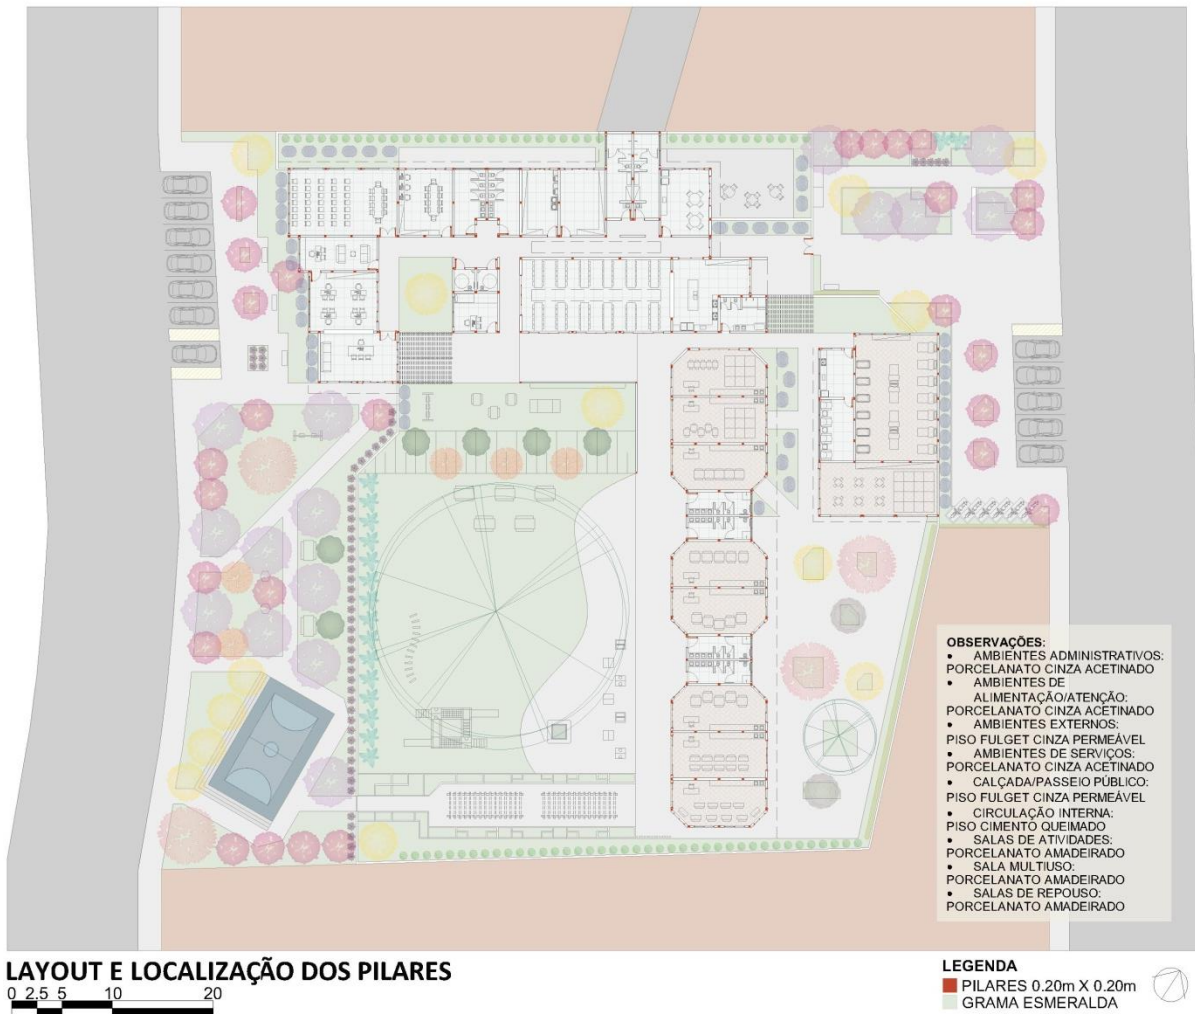 OBSERVAÇÕES:
• AMBIENTES ADMINISTRATIVOS:
PORCELANATO CINZA ACETINADO
• AMBIENTES DE
ALIMENTAÇÃO/ATENÇÃO:
PORCELANATO CINZA ACETINADO
• AMBIENTES EXTERNOS:
PISO FULGET CINZA PERMEÁVEL
• AMBIENTES DE SERVIÇOS:
PORCELANATO CINZA ACETINADO
• CALÇADA/PASSEIO PÚBLICO:
PISO FULGET CINZA PERMEÁVEL
• CIRCULAÇÃO INTERNA:
PISO CIMENTO QUEIMADO
• SALAS DE ATIVIDADES:
PORCELANATO AMADEIRADO
• SALA MULTIUSO:
PORCELANATO AMADEIRADO
• SALAS DE REPOUSO:
PORCELANATO AMADEIRADO
LAYOUT E LOCALIZAÇÃO DOS PILARES
0 2.5 5 10 20
LEGENDA
PILARES 0.20m X 0.20m
GRAMA ESMERALDA